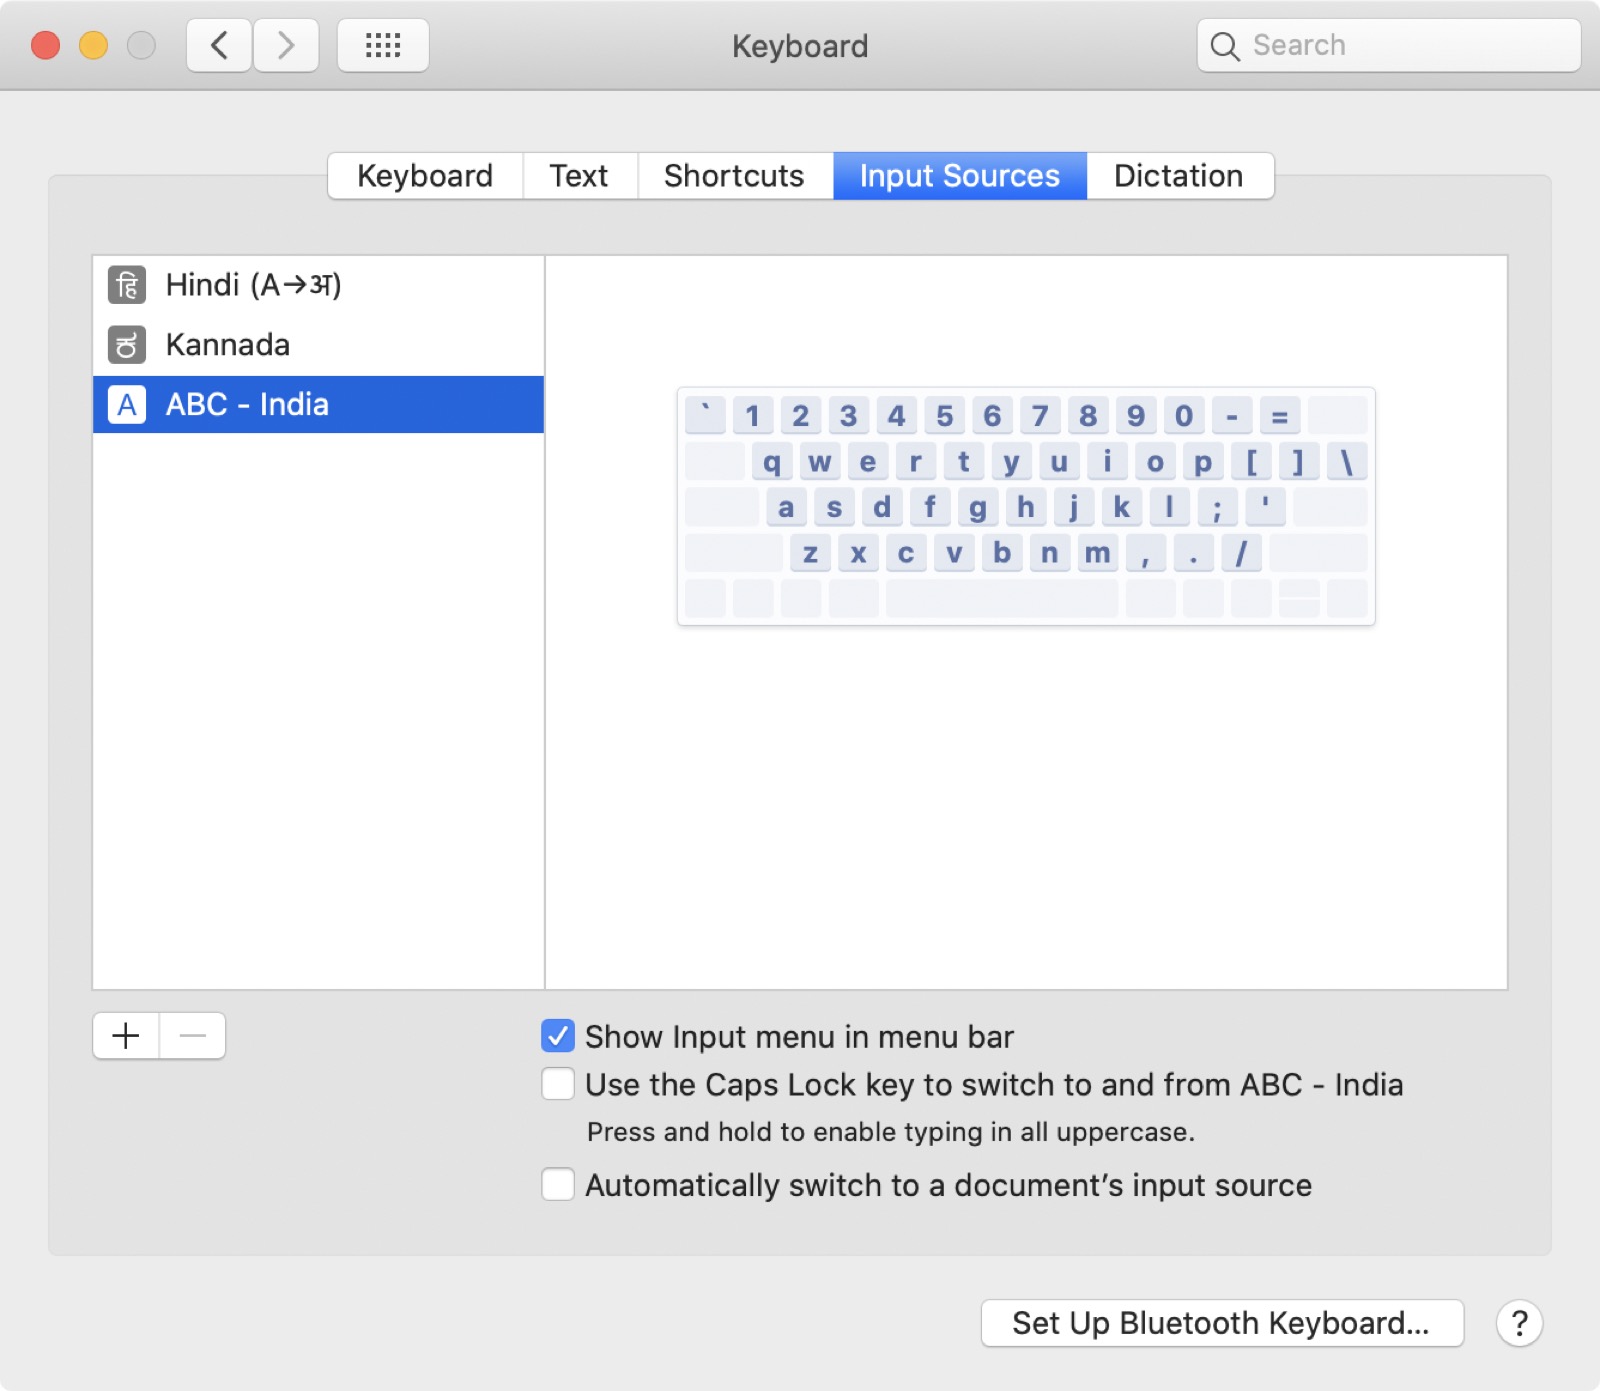 Keyboard
Search
Keyboard Text Shortcuts Input Sources Dictation
हि Hindi (A→अ)
ಕ Kannada
A ABC - India
` 1 2 3 4 5 6 7 8 9 0 - =
q w e r t y u i o p [ ] \
a s d f g h j k l ; '
z x c v b n m , . /
Show Input menu in menu bar
Use the Caps Lock key to switch to and from ABC - India
Press and hold to enable typing in all uppercase.
Automatically switch to a document’s input source
Set Up Bluetooth Keyboard...
?